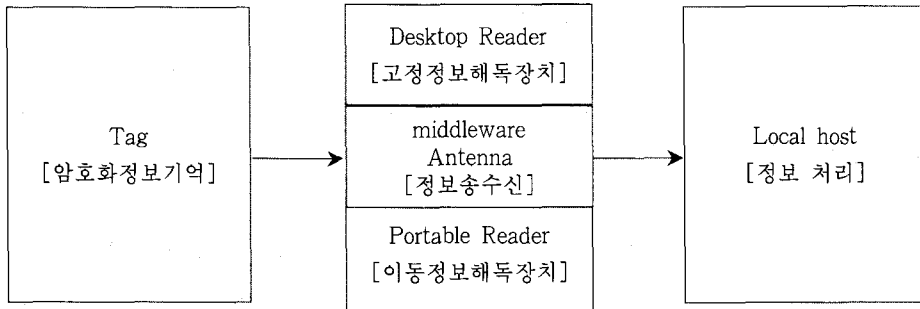 Tag
[암호화정보기억]
Desktop Reader
[고정정보해독장치]
middleware
Antenna
[정보송수신]
Portable Reader
[이동정보해독장치]
Local host
[정보 처리]